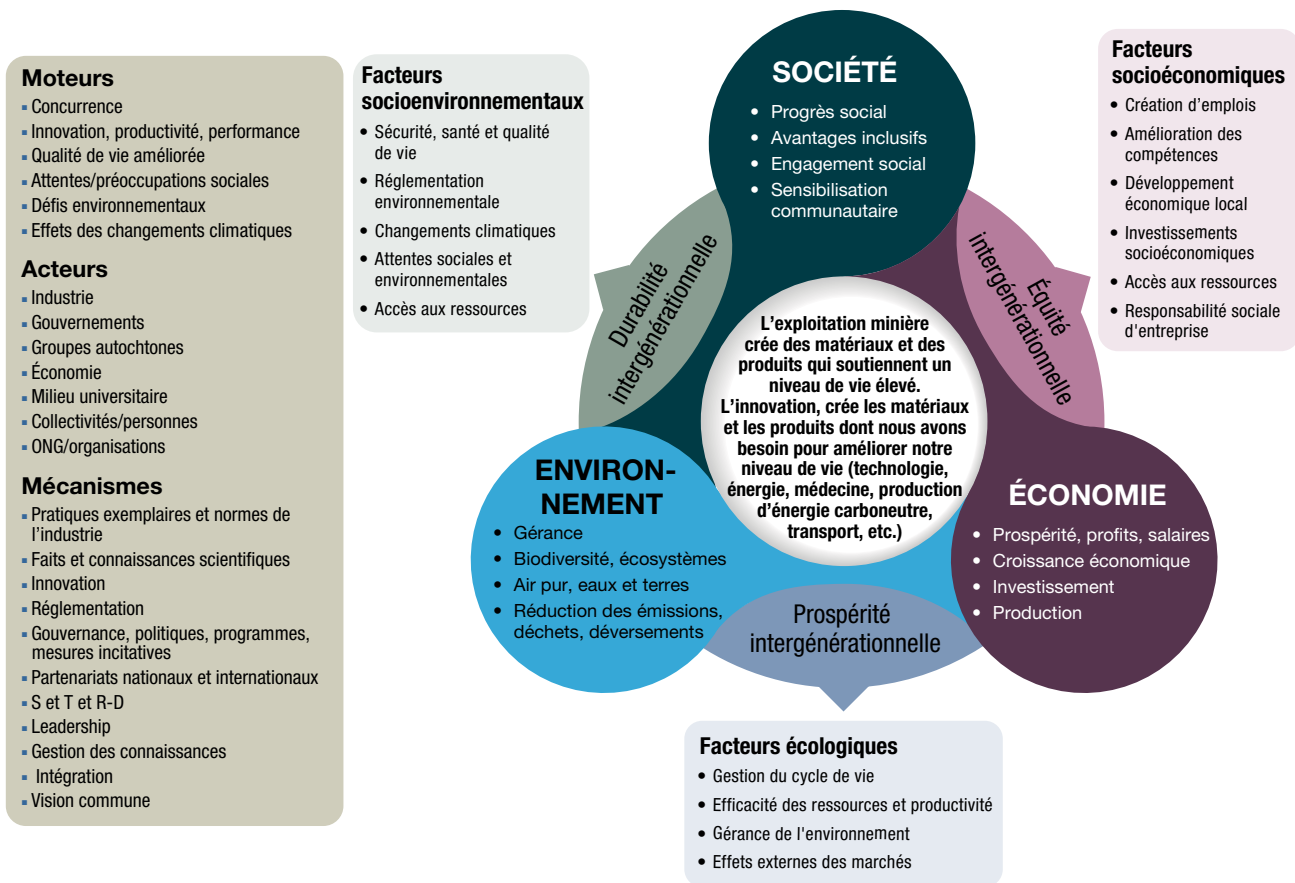 Moteurs
Concurrence
Innovation, productivité, performance
Qualité de vie améliorée
Attentes/préoccupations sociales
Défis environnementaux
Effets des changements climatiques
Acteurs
Industrie
Gouvernements
Groupes autochtones
Économie
Milieu universitaire
Collectivités/personnes
ONG/organisations
Mécanismes
Pratiques exemplaires et normes de
l'industrie
Faits et connaissances scientifiques
Innovation
Réglementation
Gouvernance, politiques, programmes,
mesures incitatives
Partenariats nationaux et internationaux
S et T et R-D
Leadership
Gestion des connaissances
Intégration
Vision commune
Facteurs
socioenvironnementaux
• Sécurité, santé et qualité
de vie
• Réglementation
environnementale
• Changements climatiques
• Attentes sociales et
environnementales
• Accès aux ressources
SOCIÉTÉ
• Progrès social
• Avantages inclusifs
• Engagement social
• Sensibilisation
communautaire
Facteurs
socioéconomiques
• Création d'emplois
• Amélioration des
compétences
• Développement
économique local
• Investissements
socioéconomiques
• Accès aux ressources
• Responsabilité sociale
d'entreprise
Durabilité
intergénérationnelle
Équité
intergénérationnelle
L'exploitation minière
crée des matériaux et des
produits qui soutiennent un
niveau de vie élevé.
L'innovation, crée les matériaux
et les produits dont nous avons
besoin pour améliorer notre
niveau de vie (technologie,
énergie, médecine, production
d'énergie carboneutre,
transport, etc.)
ENVIRON-
NEMENT
• Gérance
• Biodiversité, écosystèmes
• Air pur, eaux et terres
• Réduction des émissions,
déchets, déversements
ÉCONOMIE
• Prospérité, profits, salaires
• Croissance économique
• Investissement
• Production
Prospérité
intergénérationnelle
Facteurs écologiques
• Gestion du cycle de vie
• Efficacité des ressources et productivité
• Gérance de l'environnement
• Effets externes des marchés